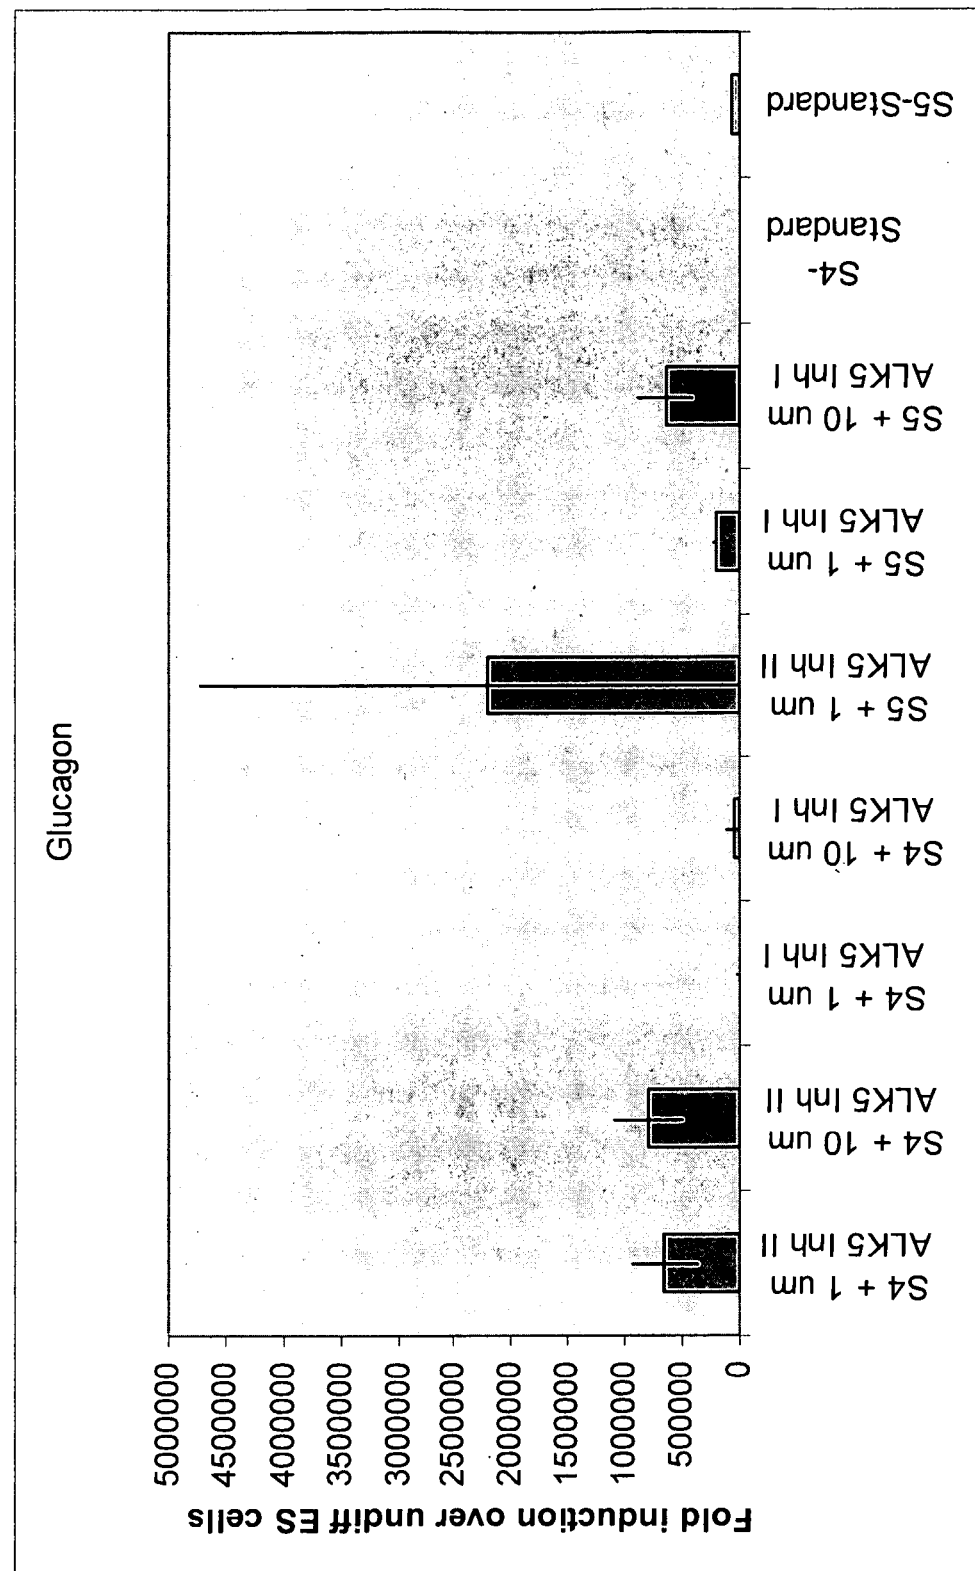 Glucagon
Fold induction over undiff ES cells
5000000
4500000
4000000
3500000
3000000
2500000
2000000
1500000
1000000
500000
0
S4 + 1 um
ALK5 Inh II
S4 + 10 um
ALK5 Inh II
S4 + 1 um
ALK5 Inh I
S4 + 10 um
ALK5 Inh I
S5 + 1 um
ALK5 Inh II
S5 + 1 um
ALK5 Inh I
S5 + 10 um
ALK5 Inh I
S4-
Standard
S5-Standard